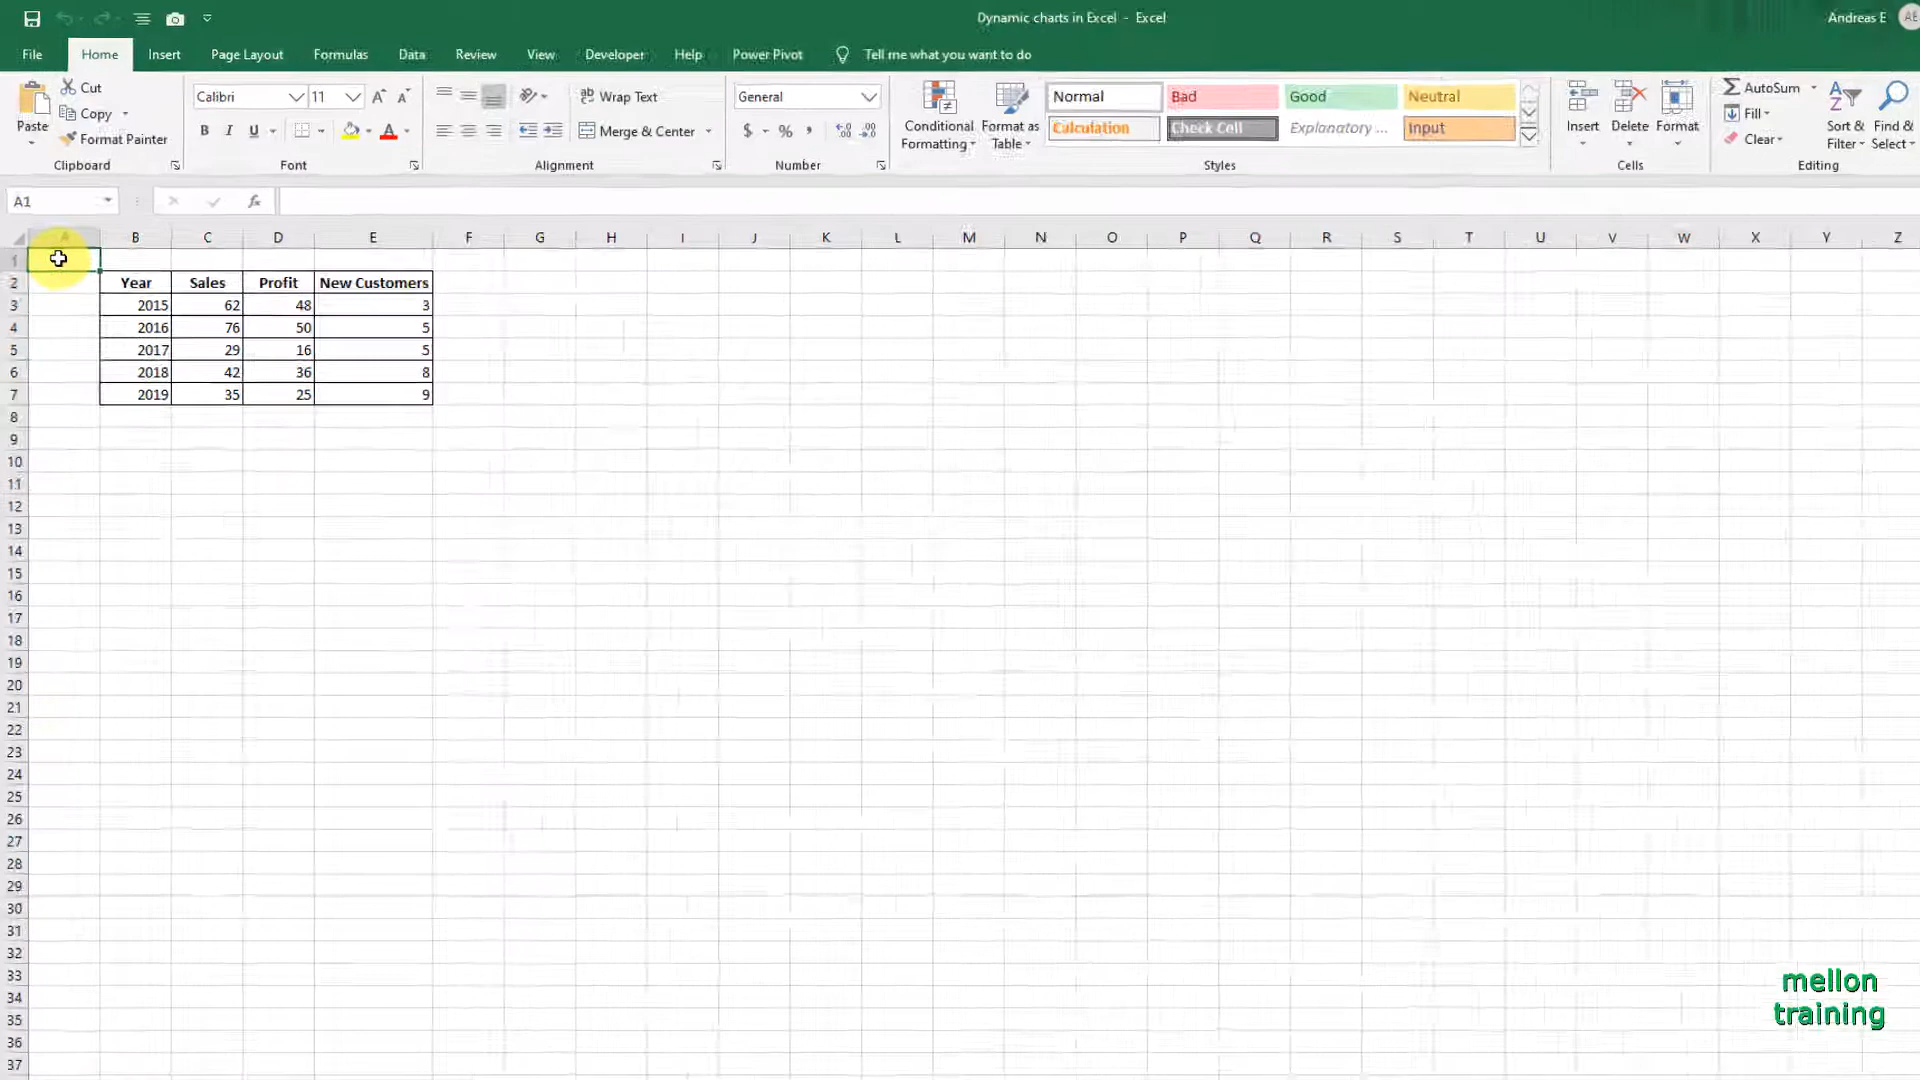 Dynamic charts in Excel - Excel
Andreas E
AE
File Home Insert Page Layout Formulas Data Review View Developer Help Power Pivot Tell me what you want to do
Paste
Cut
Copy
Format Painter
Clipboard
Calibri 11
B I U
Font
Wrap Text
Merge & Center
Alignment
General
$ % ,
Number
Conditional Formatting
Format as Table
Normal Bad Good Neutral
Calculation Check Cell Explanatory ... Input
Styles
Insert Delete Format
Cells
AutoSum
Fill
Clear
Sort & Filter
Find & Select
Editing
A1
fx
A B C D E F G H I J K L M N O P Q R S T U V W X Y Z
1
2 Year Sales Profit New Customers
3 2015 62 48 3
4 2016 76 50 5
5 2017 29 16 5
6 2018 42 36 8
7 2019 35 25 9
8
9
10
11
12
13
14
15
16
17
18
19
20
21
22
23
24
25
26
27
28
29
30
31
32
33
34
35
36
37
mellon
training